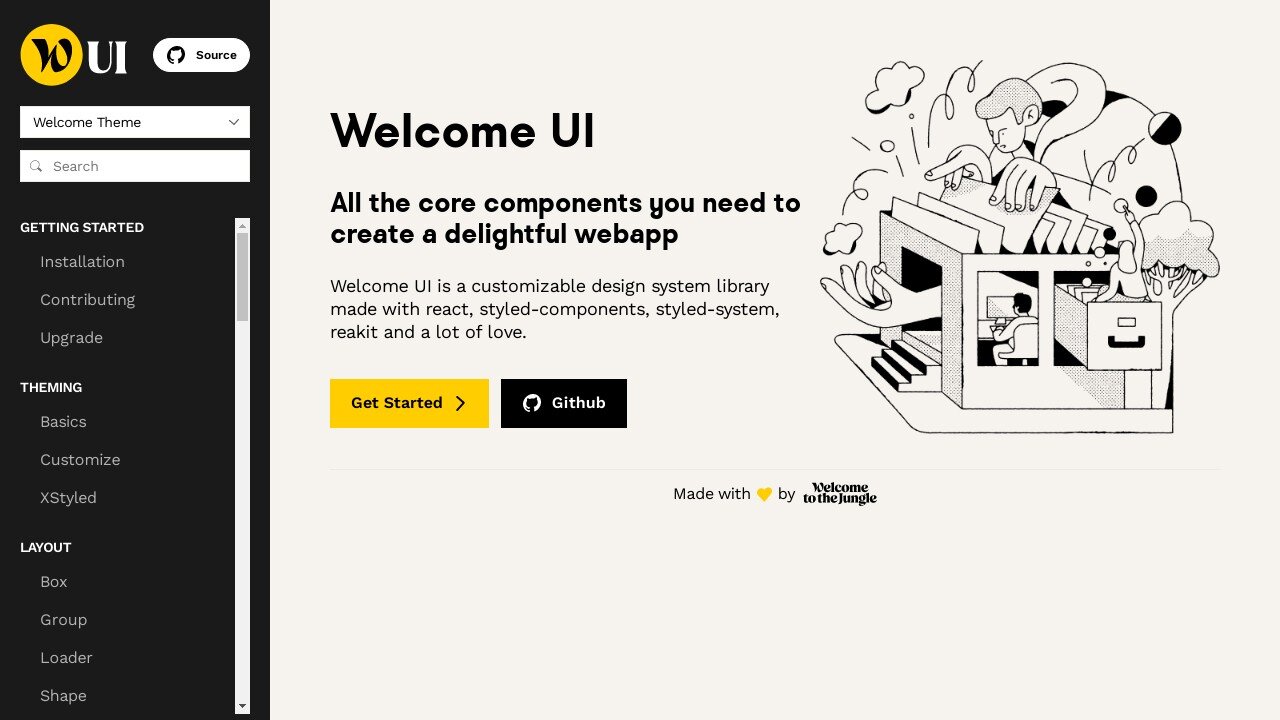 W UI
Source
Welcome Theme
Search
GETTING STARTED
Installation
Contributing
Upgrade
THEMING
Basics
Customize
XStyled
LAYOUT
Box
Group
Loader
Shape
Welcome UI
All the core components you need to
create a delightful webapp
Welcome UI is a customizable design system library
made with react, styled-components, styled-system,
reakit and a lot of love.
Get Started
Github
Made with by Welcome
to the Jungle